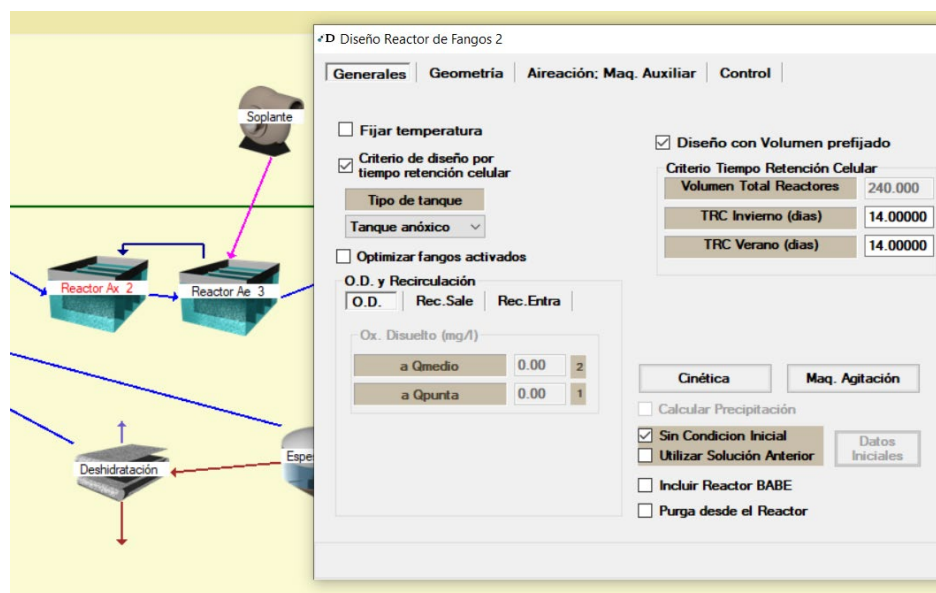 D Diseño Reactor de Fangos 2
Generales Geometría Aireación; Maq. Auxiliar Control
Soplante
Fijar temperatura
Criterio de diseño por
tiempo retención celular
Tipo de tanque
Tanque anóxico
Optimizar fangos activados
Diseño con Volumen prefijado
Criterio Tiempo Retención Celular
Volumen Total Reactores 240.000
TRC Invierno (dias) 14.00000
TRC Verano (dias) 14.00000
Reactor Ax 2
Reactor Ae 3
O.D. y Recirculación
O.D. Rec.Sale Rec.Entra
Ox. Disuelto (mg/l)
a Qmedio 0.00 2
a Qpunta 0.00 1
Cinética Maq. Agitación
Calcular Precipitación
Sin Condicion Inicial
Utilizar Solución Anterior
Datos
Iniciales
Incluir Reactor BABE
Purga desde el Reactor
Deshidratación
Espe